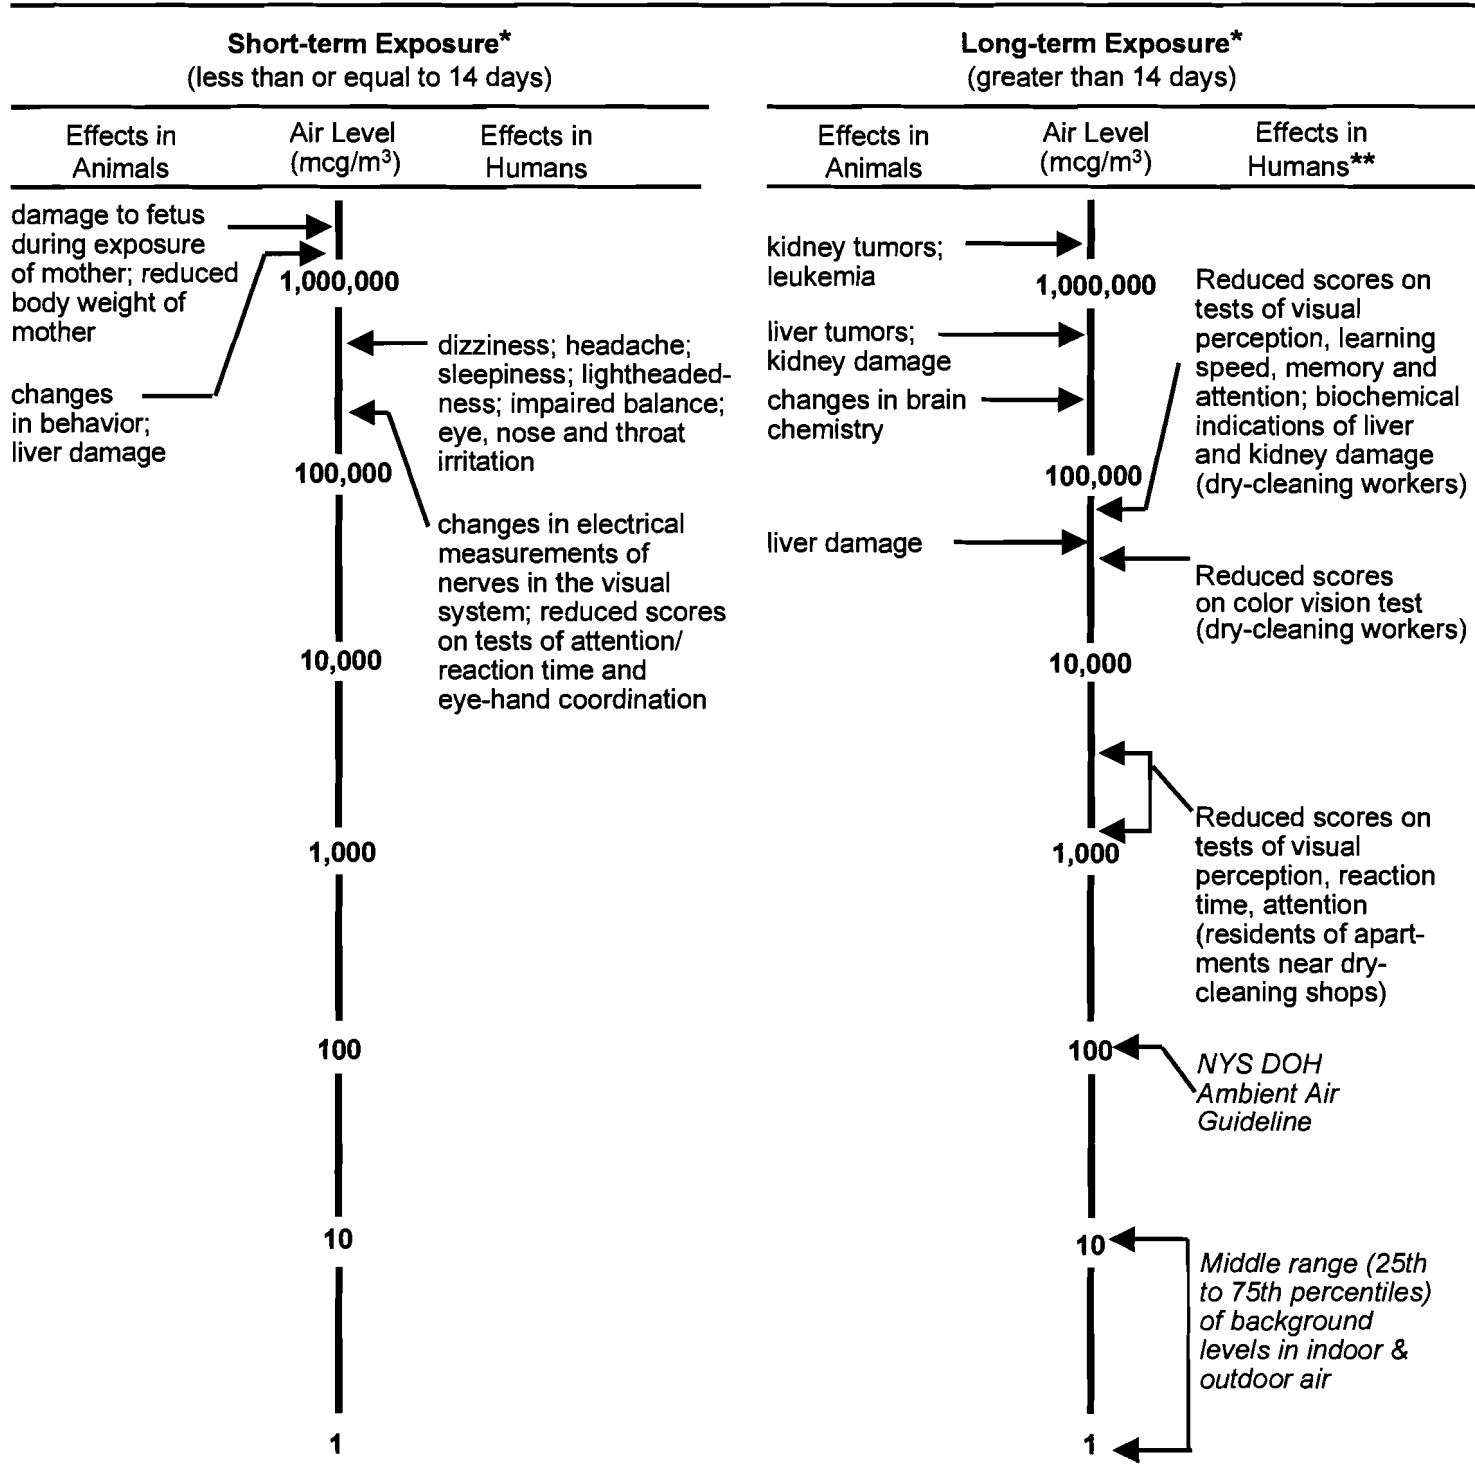 Short-term Exposure*
(less than or equal to 14 days)
Effects in
Animals
Air Level
(mcg/m³)
Effects in
Humans
damage to fetus
during exposure
of mother; reduced
body weight of
mother
changes
in behavior;
liver damage
1,000,000
100,000
10,000
1,000
100
10
1
dizziness; headache;
sleepiness; lightheaded-
ness; impaired balance;
eye, nose and throat
irritation
changes in electrical
measurements of
nerves in the visual
system; reduced scores
on tests of attention/
reaction time and
eye-hand coordination
Long-term Exposure*
(greater than 14 days)
Effects in
Animals
Air Level
(mcg/m³)
Effects in
Humans**
kidney tumors;
leukemia
liver tumors;
kidney damage
changes in brain
chemistry
liver damage
1,000,000
100,000
10,000
1,000
100
10
1
Reduced scores on
tests of visual
perception, learning
speed, memory and
attention; biochemical
indications of liver
and kidney damage
(dry-cleaning workers)
Reduced scores
on color vision test
(dry-cleaning workers)
Reduced scores on
tests of visual
perception, reaction
time, attention
(residents of apart-
ments near dry-
cleaning shops)
NYS DOH
Ambient Air
Guideline
Middle range (25th
to 75th percentiles)
of background
levels in indoor &
outdoor air